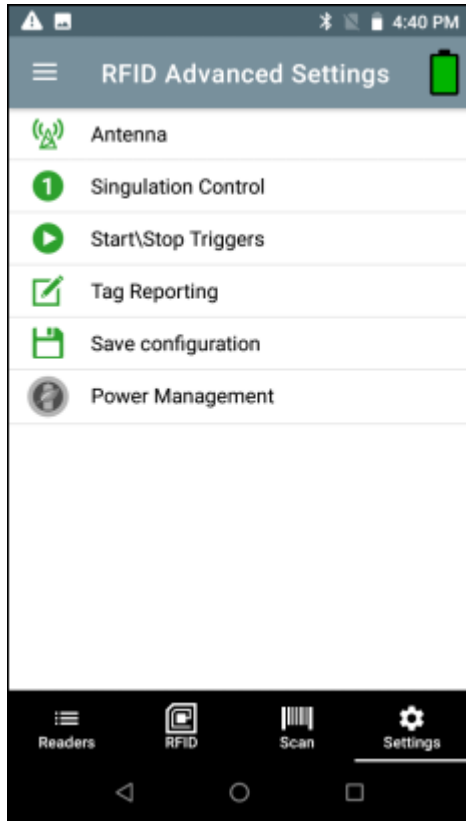 4:40 PM
RFID Advanced Settings
Antenna
1 Singulation Control
Start\Stop Triggers
Tag Reporting
Save configuration
Power Management
Readers RFID Scan Settings